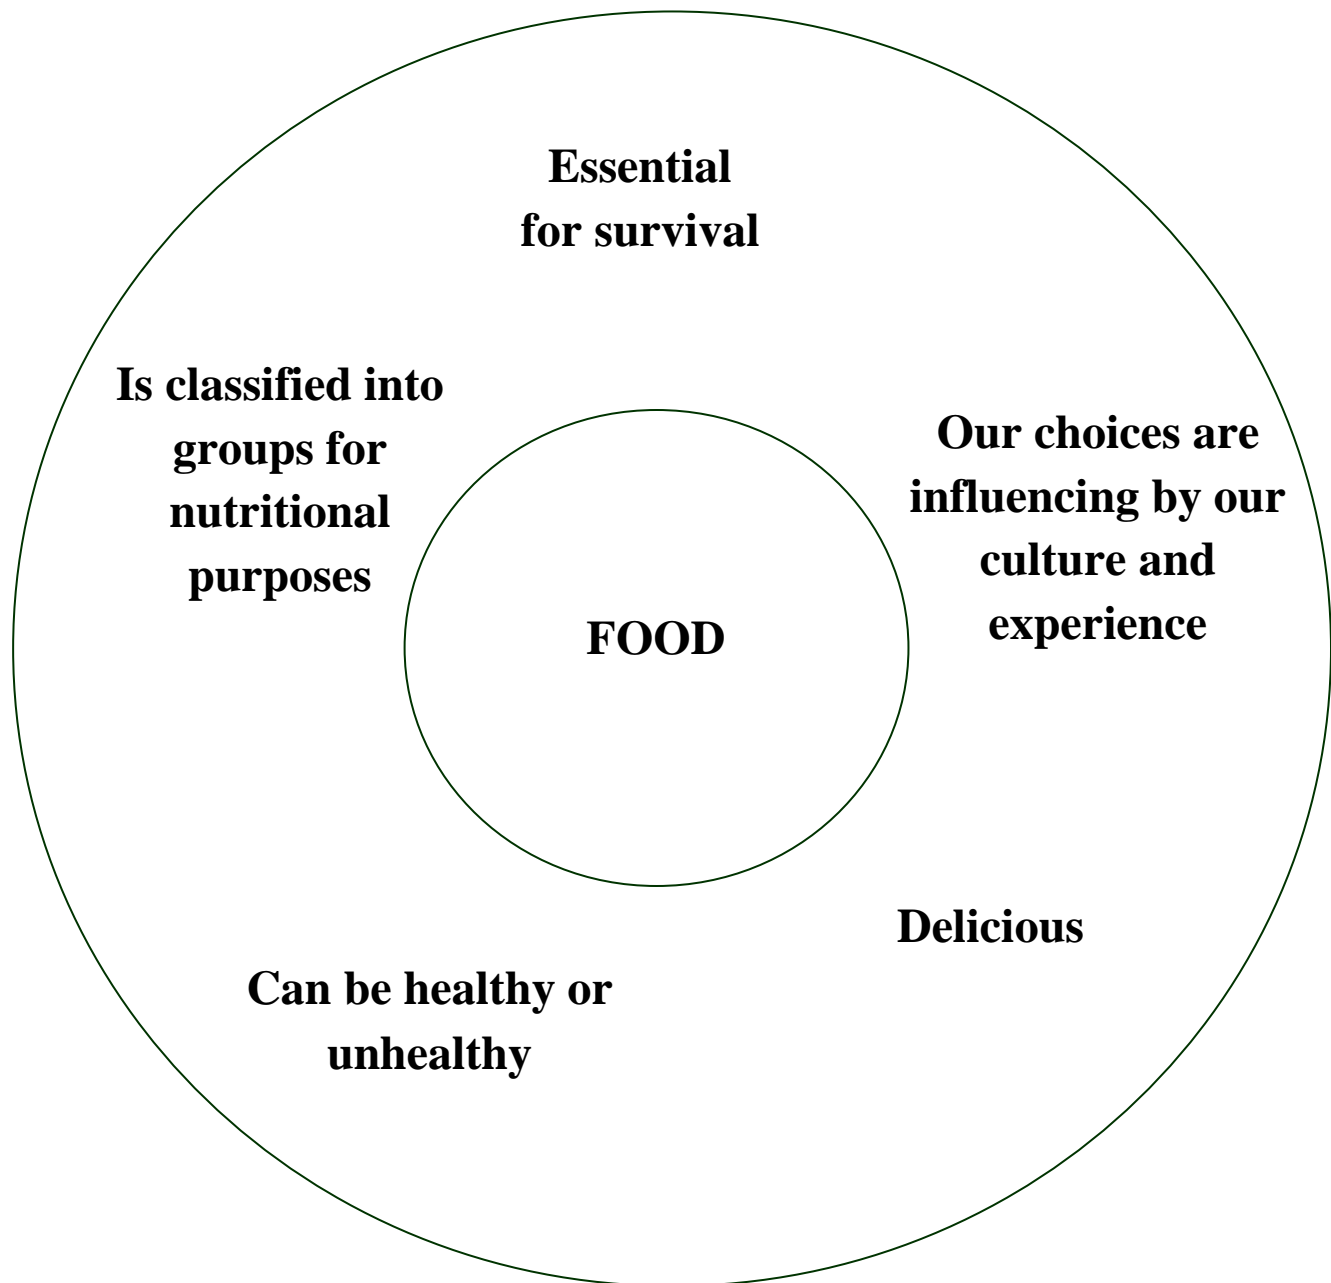 Essential
for survival
Is classified into
groups for
nutritional
purposes
Our choices are
influencing by our
culture and
experience
FOOD
Delicious
Can be healthy or
unhealthy